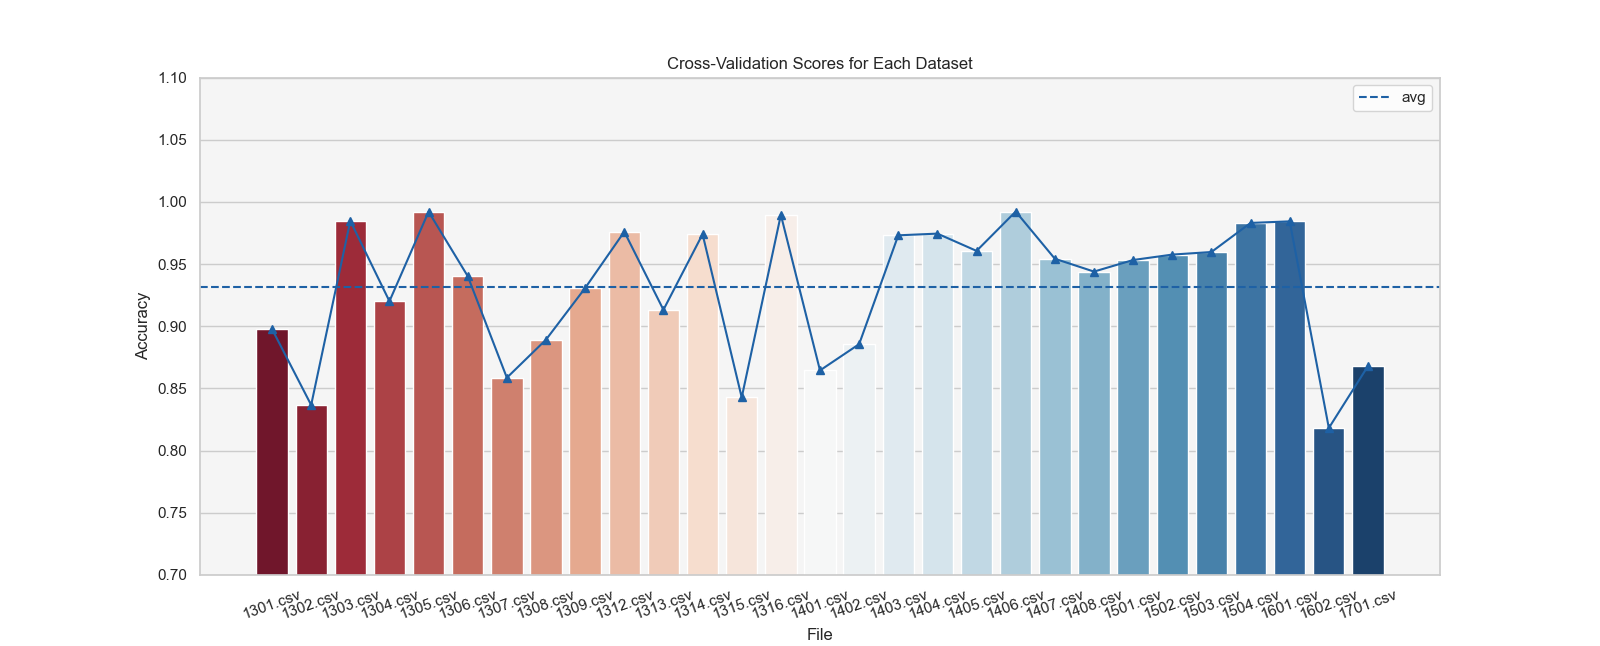 Cross-Validation Scores for Each Dataset
avg
Accuracy
1.10
1.05
1.00
0.95
0.90
0.85
0.80
0.75
0.70
1301.csv
1302.csv
1303.csv
1304.csv
1305.csv
1306.csv
1307.csv
1308.csv
1309.csv
1312.csv
1313.csv
1314.csv
1315.csv
1316.csv
1401.csv
1402.csv
1403.csv
1404.csv
1405.csv
1406.csv
1407.csv
1408.csv
1501.csv
1502.csv
1503.csv
1504.csv
1601.csv
1602.csv
1701.csv
File